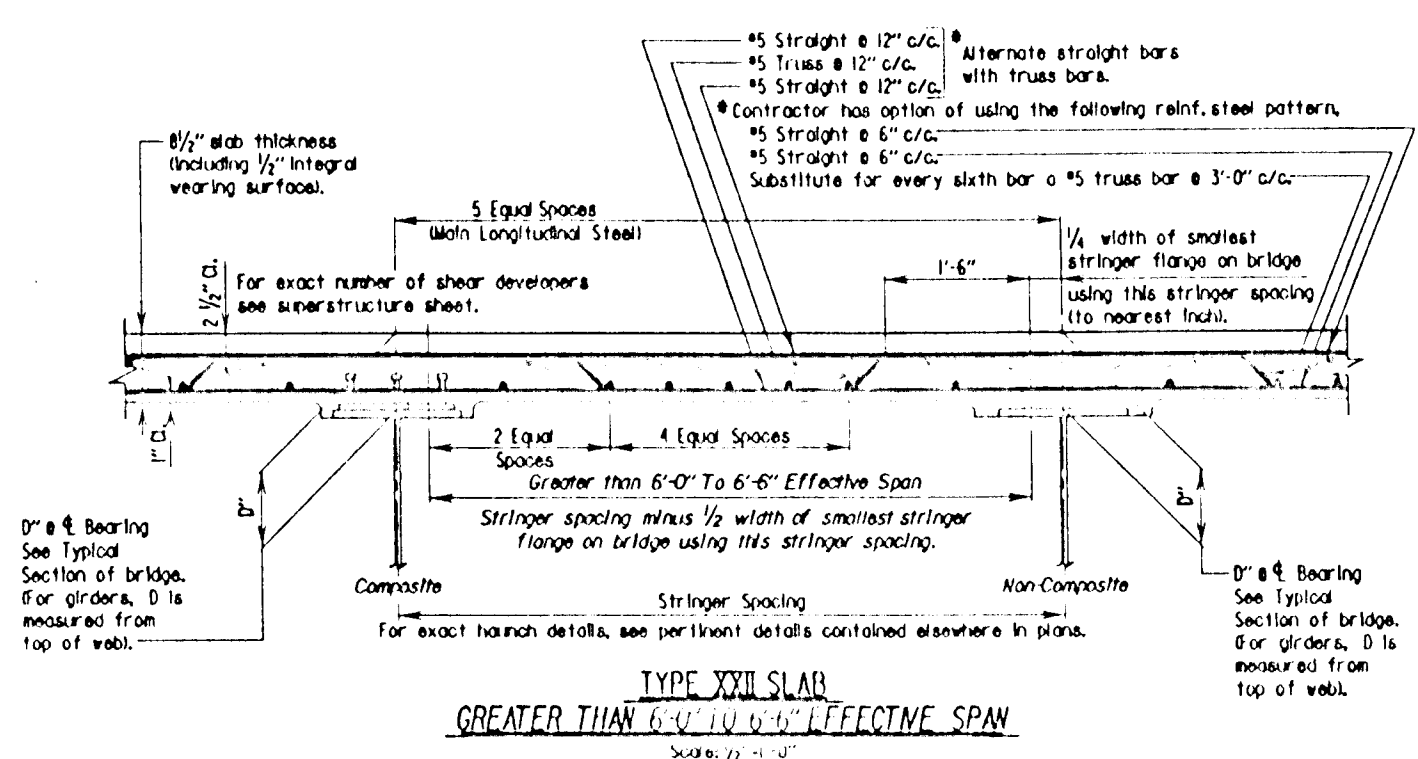 #5 Straight @ 12" c/c.
#5 Truss @ 12" c/c.
#5 Straight @ 12" c/c.
* Alternate straight bars
with truss bars.
* Contractor has option of using the following reinf. steel pattern,
#5 Straight @ 6" c/c.
#5 Straight @ 6" c/c.
Substitute for every sixth bar a #5 truss bar @ 3'-0" c/c.
8½" slab thickness
(including ½" integral
wearing surface).
5 Equal Spaces
(Main Longitudinal Steel)
¼ width of smallest
stringer flange on bridge
using this stringer spacing
(to nearest inch).
1'-6"
2 ½" Cl.
For exact number of shear developers
see superstructure sheet.
1" Cl.
2 Equal
Spaces
4 Equal Spaces
Greater than 6'-0" To 6'-6" Effective Span
Stringer spacing minus ½ width of smallest stringer
flange on bridge using this stringer spacing.
D"
D"
D" @ ℄ Bearing
See Typical
Section of bridge.
(For girders, D is
measured from
top of web).
Composite
Non-Composite
D" @ ℄ Bearing
See Typical
Section of bridge.
(For girders, D is
measured from
top of web).
Stringer Spacing
For exact haunch details, see pertinent details contained elsewhere in plans.
TYPE XXII SLAB
GREATER THAN 6'-0" TO 6'-6" EFFECTIVE SPAN
Scale: ½" = 1'-0"